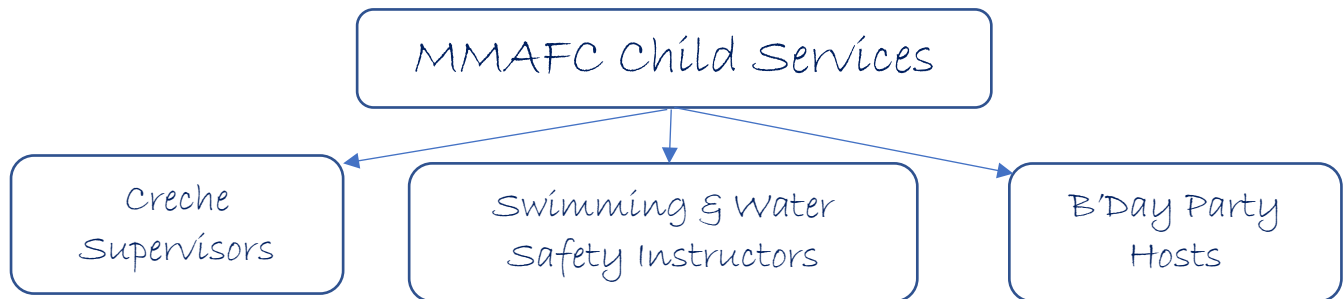 MMAFC Child Services
Creche
Supervisors
Swimming & Water
Safety Instructors
B'Day Party
Hosts